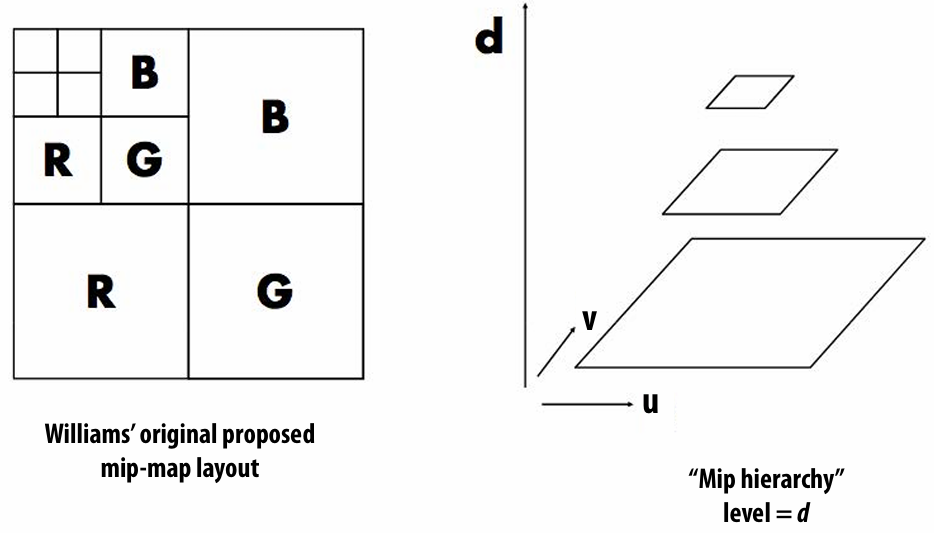 B
B
R
G
R
G
Williams’ original proposed
mip-map layout
d
v
u
“Mip hierarchy”
level = d